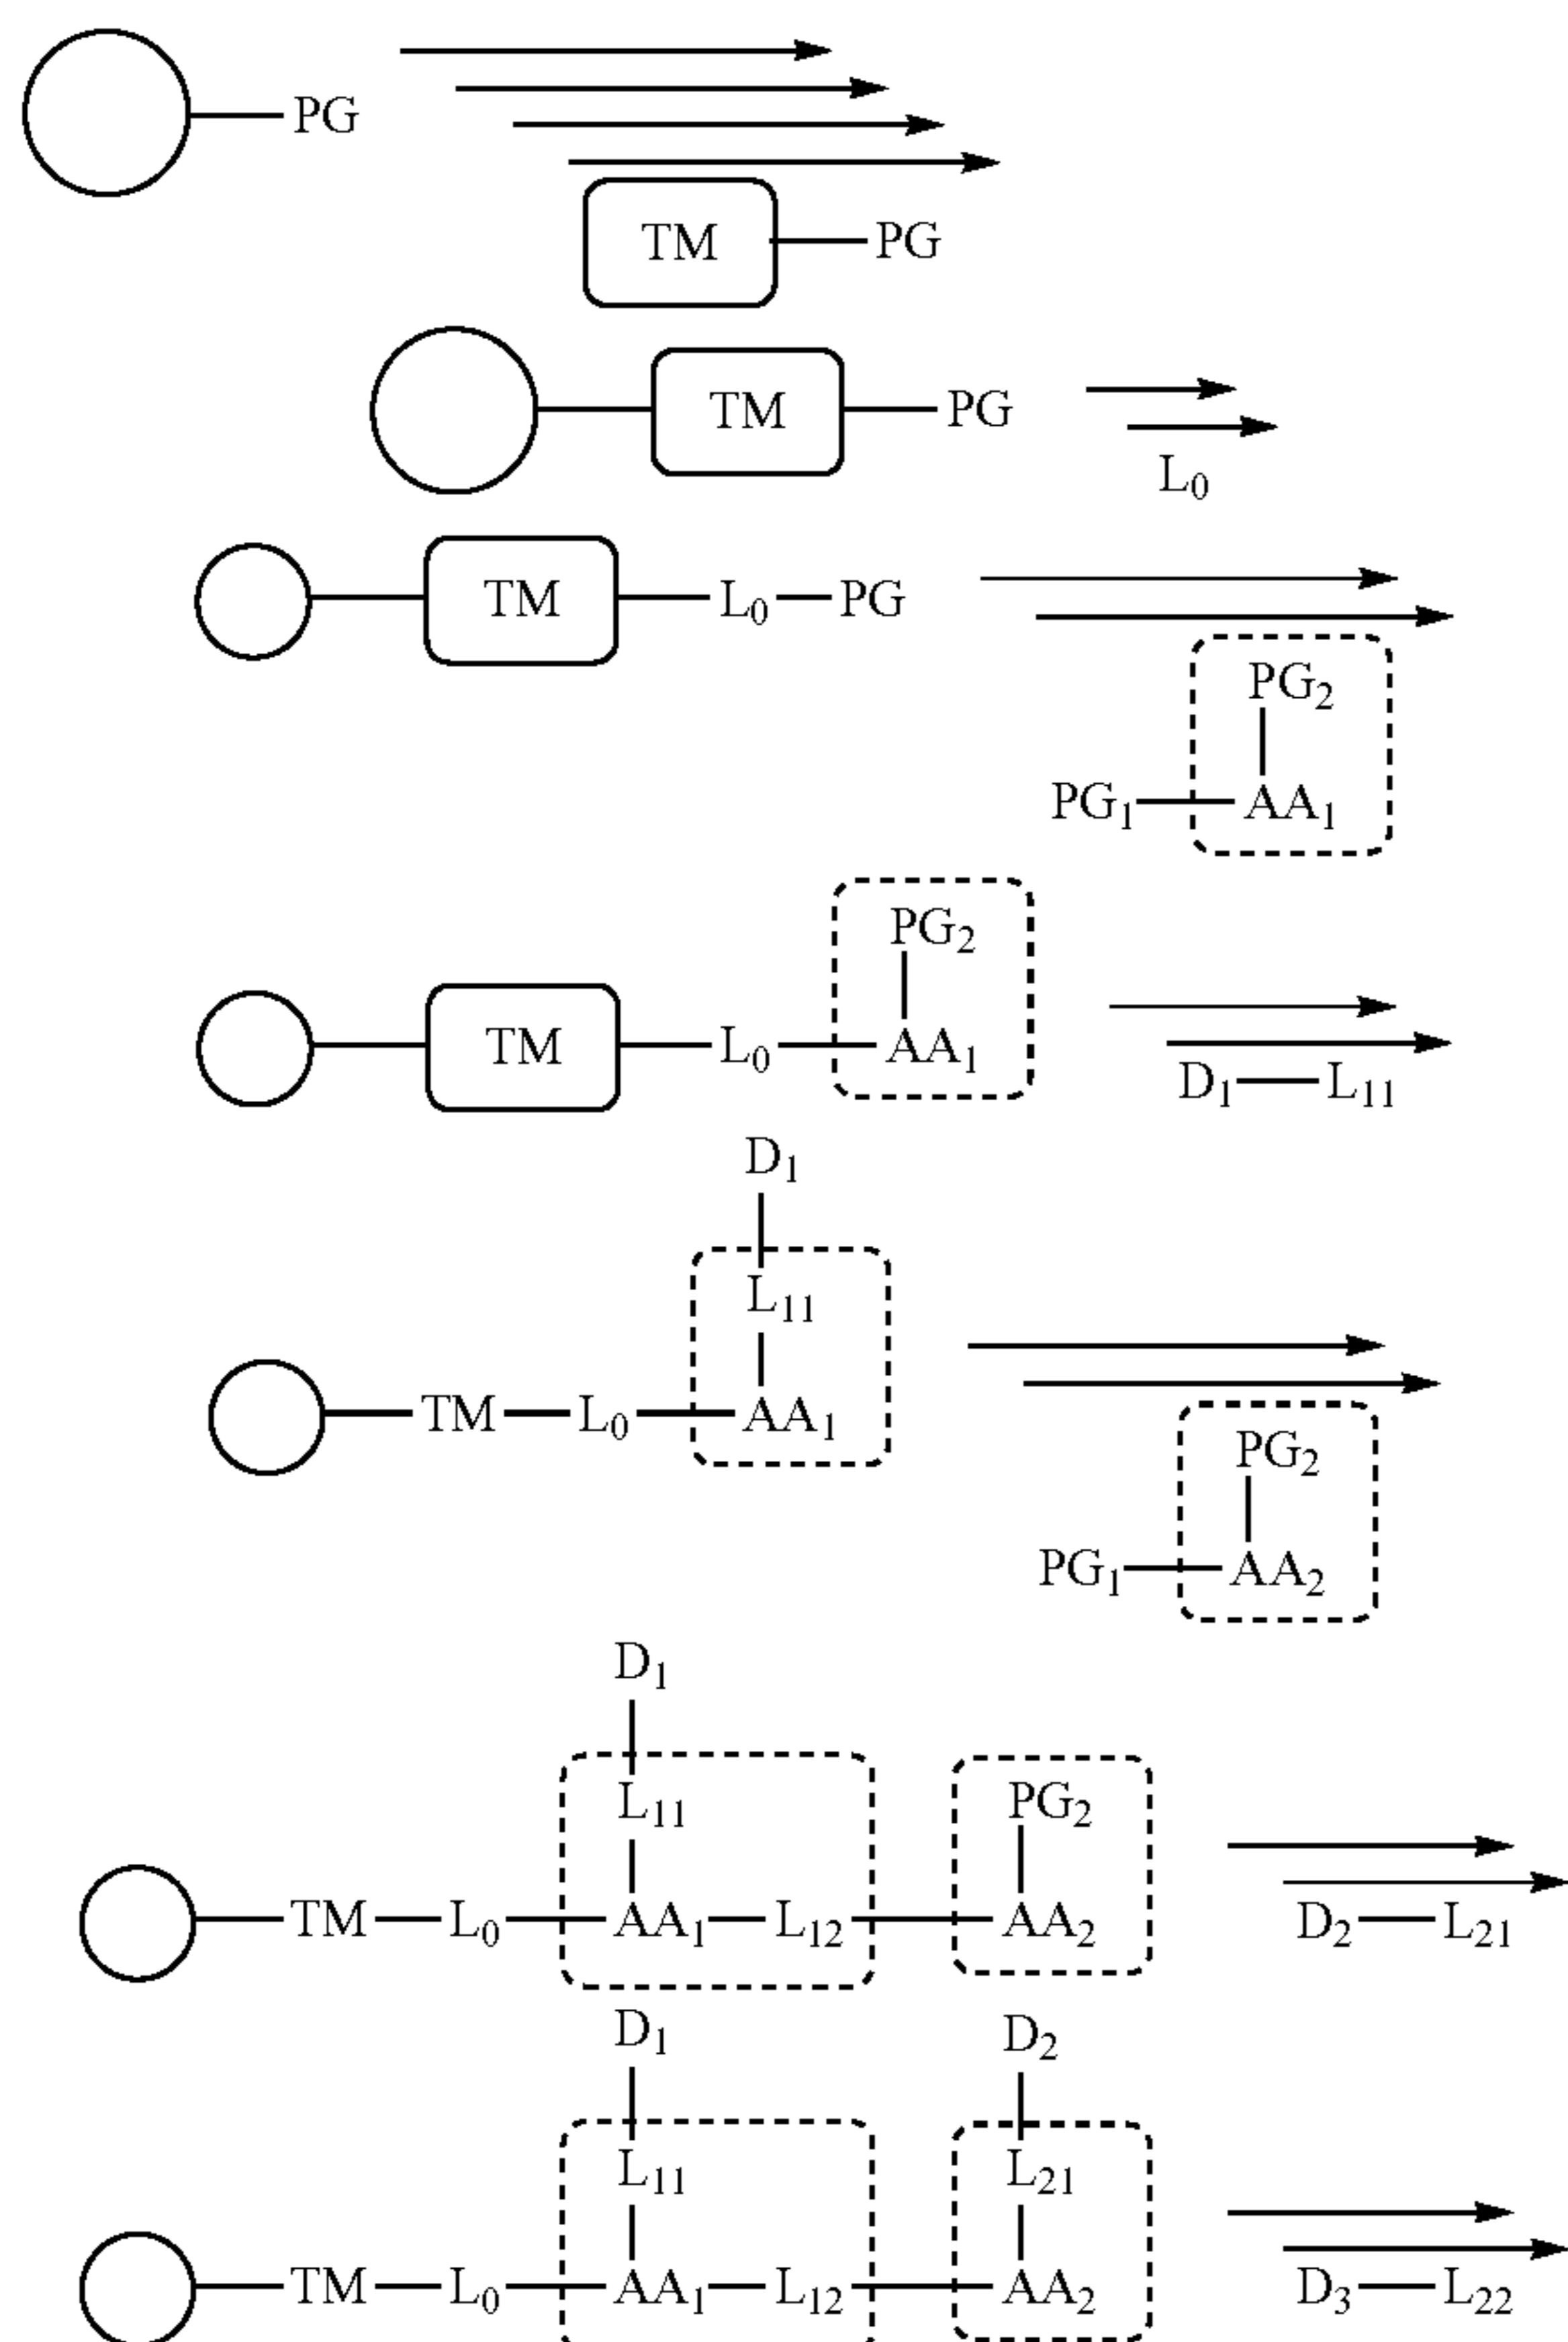 PG
TM PG
TM PG
L₀
TM L₀ PG
PG₂
PG₁ AA₁
PG₂
TM L₀ AA₁
D₁ L₁₁
D₁
L₁₁
TM L₀ AA₁
PG₂
PG₁ AA₂
D₁
L₁₁ PG₂
TM L₀ AA₁ L₁₂ AA₂ D₂ L₂₁
D₁ D₂
L₁₁ L₂₁
TM L₀ AA₁ L₁₂ AA₂ D₃ L₂₂